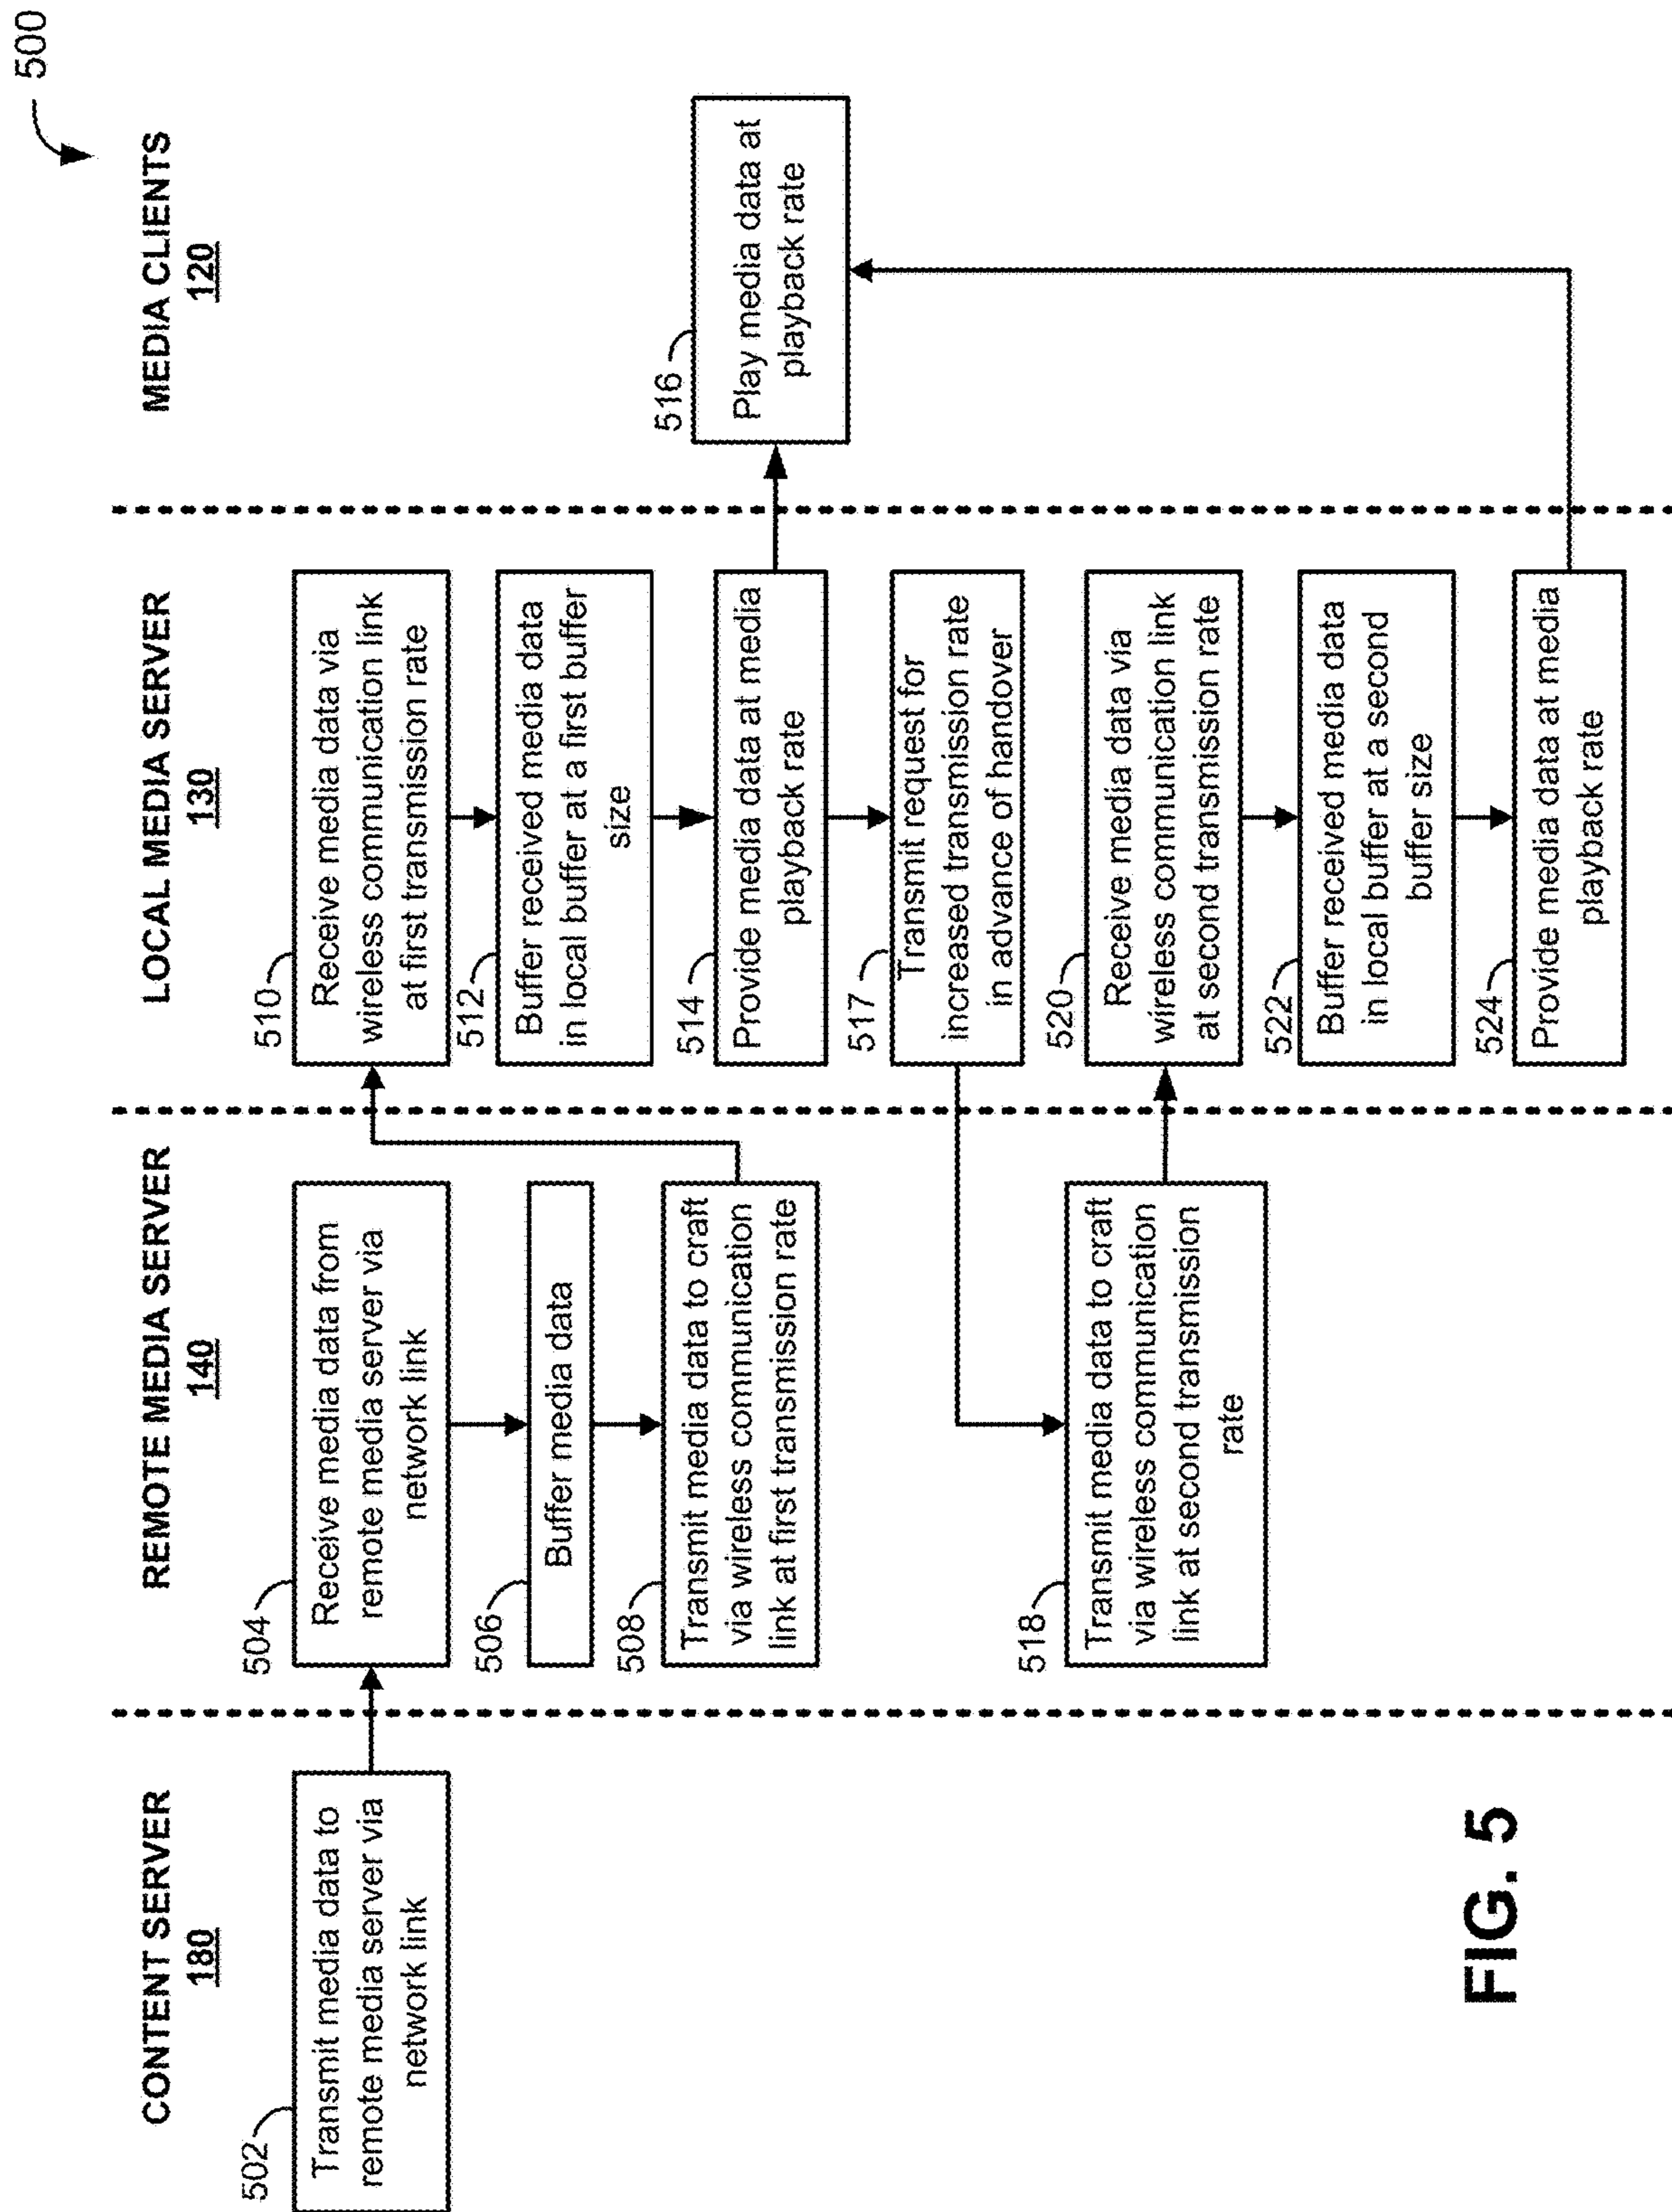 500
CONTENT SERVER
180
REMOTE MEDIA SERVER
140
LOCAL MEDIA SERVER
130
MEDIA CLIENTS
120
502
Transmit media data to
remote media server via
network link
504
Receive media data from
remote media server via
network link
506
Buffer media data
508
Transmit media data to craft
via wireless communication
link at first transmission rate
510
Receive media data via
wireless communication link
at first transmission rate
512
Buffer received media data
in local buffer at a first buffer
size
514
Provide media data at media
playback rate
516
Play media data at
playback rate
517
Transmit request for
increased transmission rate
in advance of handover
518
Transmit media data to craft
via wireless communication
link at second transmission
rate
520
Receive media data via
wireless communication link
at second transmission rate
522
Buffer received media data
in local buffer at a second
buffer size
524
Provide media data at media
playback rate
FIG. 5